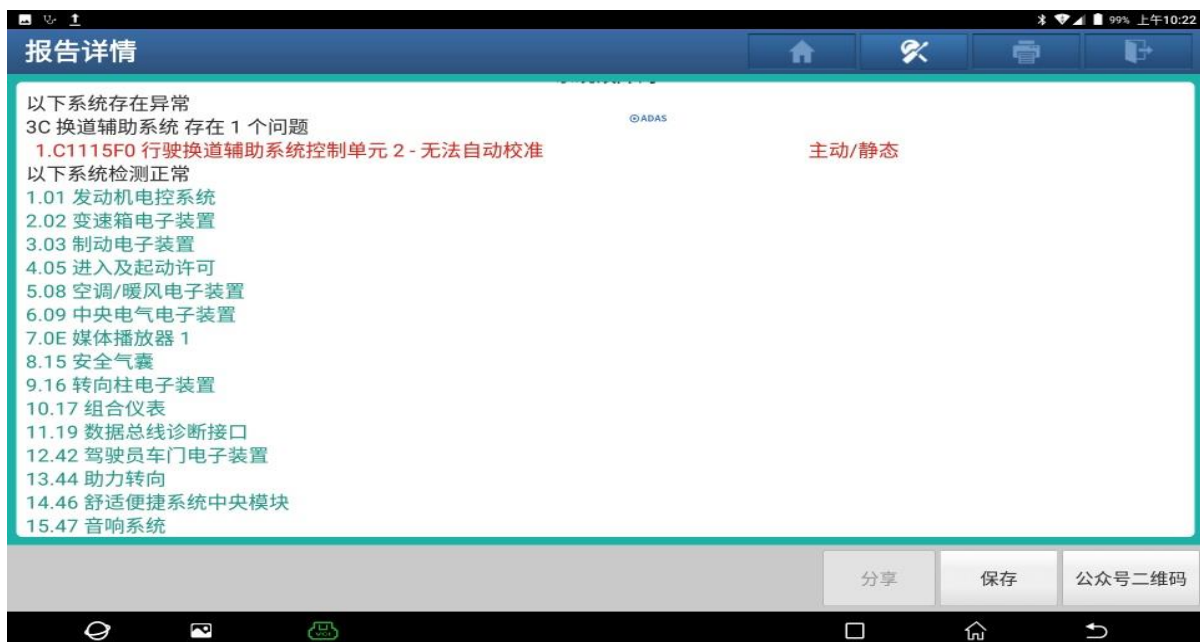 99% 上午10:22
报告详情
以下系统存在异常
3C 换道辅助系统 存在 1 个问题
ADAS
1.C1115F0 行驶换道辅助系统控制单元 2 - 无法自动校准 主动/静态
以下系统检测正常
1.01 发动机电控系统
2.02 变速箱电子装置
3.03 制动电子装置
4.05 进入及起动许可
5.08 空调/暖风电子装置
6.09 中央电气电子装置
7.0E 媒体播放器 1
8.15 安全气囊
9.16 转向柱电子装置
10.17 组合仪表
11.19 数据总线诊断接口
12.42 驾驶员车门电子装置
13.44 助力转向
14.46 舒适便捷系统中央模块
15.47 音响系统
分享 保存 公众号二维码
VCI